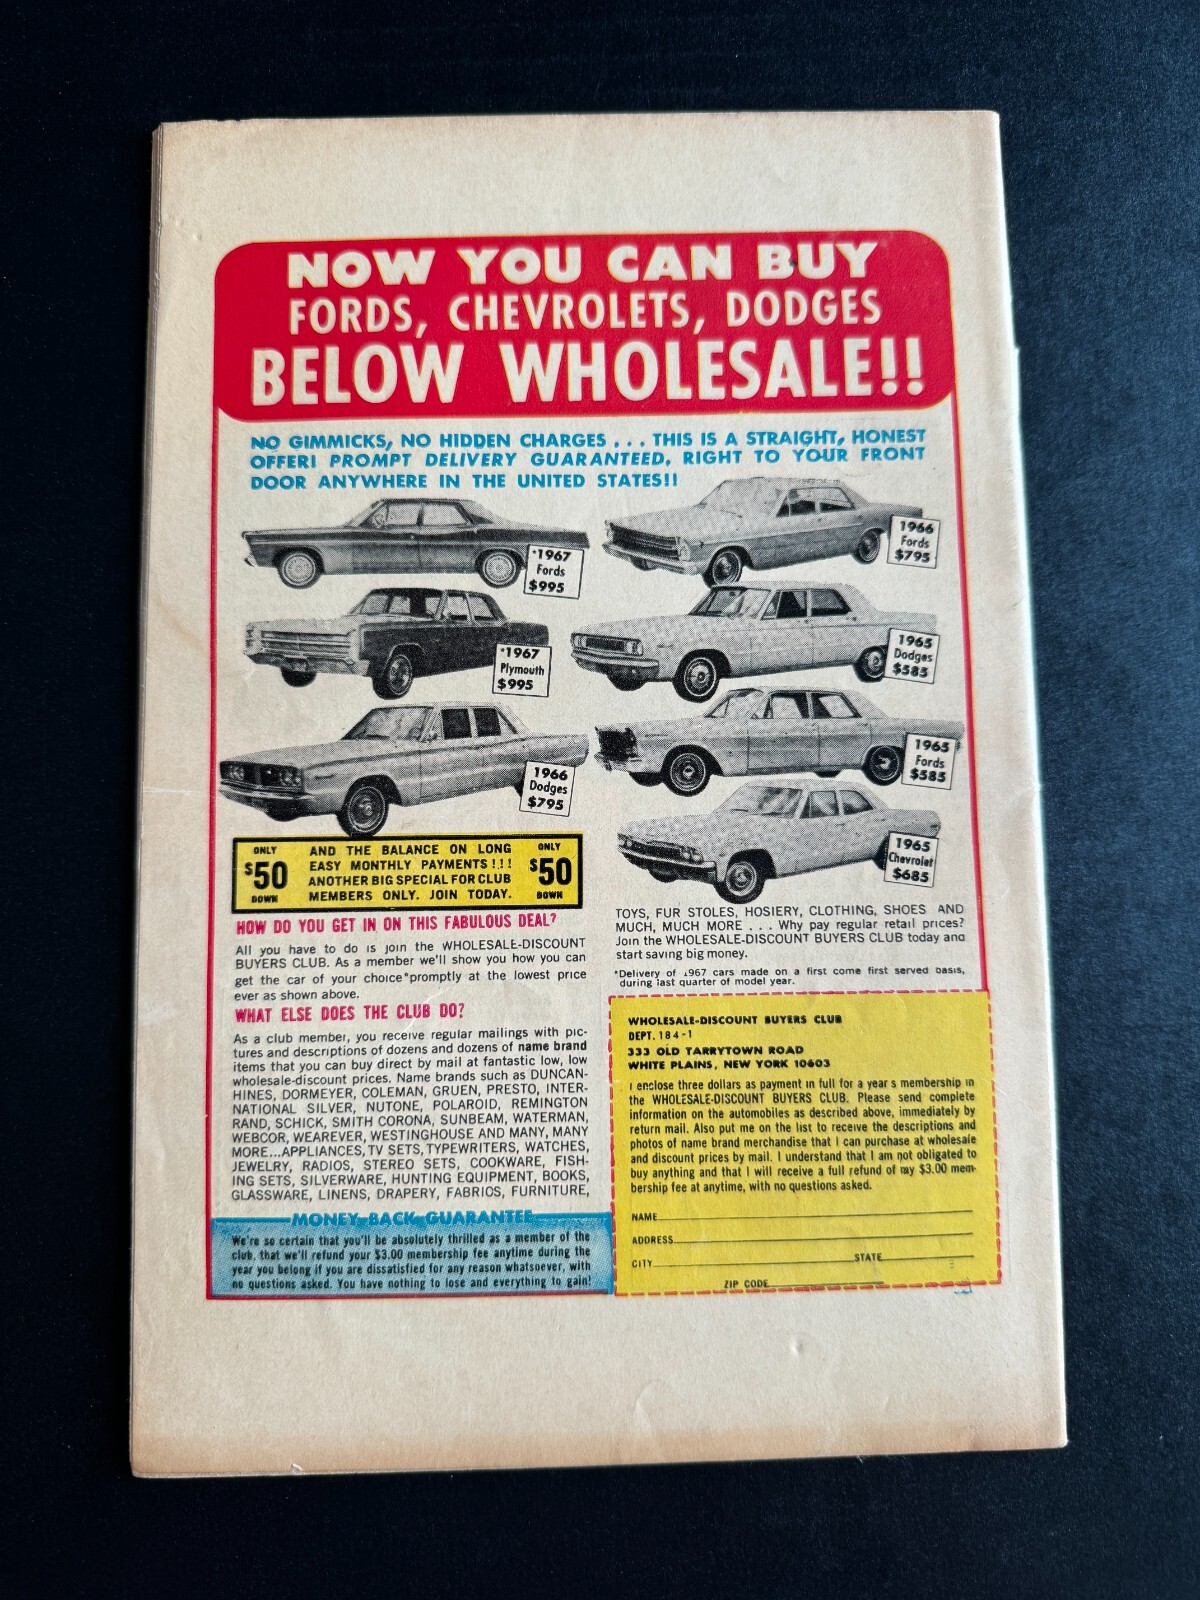 NOW YOU CAN BUY
FORDS, CHEVROLETS, DODGES
BELOW WHOLESALE!!
NO GIMMICKS, NO HIDDEN CHARGES . . . THIS IS A STRAIGHT, HONEST
OFFER! PROMPT DELIVERY GUARANTEED, RIGHT TO YOUR FRONT
DOOR ANYWHERE IN THE UNITED STATES!!
*1967
Fords
$995
1966
Fords
$795
*1967
Plymouth
$995
1965
Dodges
$585
1966
Dodges
$795
1965
Fords
$585
1965
Chevrolet
$685
ONLY
$50
DOWN
AND THE BALANCE ON LONG
EASY MONTHLY PAYMENTS!!!
ANOTHER BIG SPECIAL FOR CLUB
MEMBERS ONLY. JOIN TODAY.
ONLY
$50
DOWN
HOW DO YOU GET IN ON THIS FABULOUS DEAL?
All you have to do is join the WHOLESALE-DISCOUNT
BUYERS CLUB. As a member we'll show you how you can
get the car of your choice*promptly at the lowest price
ever as shown above.
WHAT ELSE DOES THE CLUB DO?
As a club member, you receive regular mailings with pic-
tures and descriptions of dozens and dozens of name brand
items that you can buy direct by mail at fantastic low, low
wholesale-discount prices. Name brands such as DUNCAN-
HINES, DORMEYER, COLEMAN, GRUEN, PRESTO, INTER-
NATIONAL SILVER, NUTONE, POLAROID, REMINGTON
RAND, SCHICK, SMITH CORONA, SUNBEAM, WATERMAN,
WEBCOR, WEAREVER, WESTINGHOUSE AND MANY, MANY
MORE...APPLIANCES, TV SETS, TYPEWRITERS, WATCHES,
JEWELRY, RADIOS, STEREO SETS, COOKWARE, FISH-
ING SETS, SILVERWARE, HUNTING EQUIPMENT, BOOKS,
GLASSWARE, LINENS, DRAPERY, FABRICS, FURNITURE,
MONEY BACK GUARANTEE
We're so certain that you'll be absolutely thrilled as a member of the
club, that we'll refund your $3.00 membership fee anytime during the
year you belong if you are dissatisfied for any reason whatsoever, with
no questions asked. You have nothing to lose and everything to gain!
TOYS, FUR STOLES, HOSIERY, CLOTHING, SHOES AND
MUCH, MUCH MORE . . . Why pay regular retail prices?
Join the WHOLESALE-DISCOUNT BUYERS CLUB today and
start saving big money.
*Delivery of 1967 cars made on a first come first served basis,
during last quarter of model year.
WHOLESALE-DISCOUNT BUYERS CLUB
DEPT. 184-1
333 OLD TARRYTOWN ROAD
WHITE PLAINS, NEW YORK 10603
I enclose three dollars as payment in full for a year s membership in
the WHOLESALE-DISCOUNT BUYERS CLUB. Please send complete
information on the automobiles as described above, immediately by
return mail. Also put me on the list to receive the descriptions and
photos of name brand merchandise that I can purchase at wholesale
and discount prices by mail. I understand that I am not obligated to
buy anything and that I will receive a full refund of my $3.00 mem-
bership fee at anytime, with no questions asked.
NAME
ADDRESS
CITY STATE
ZIP CODE